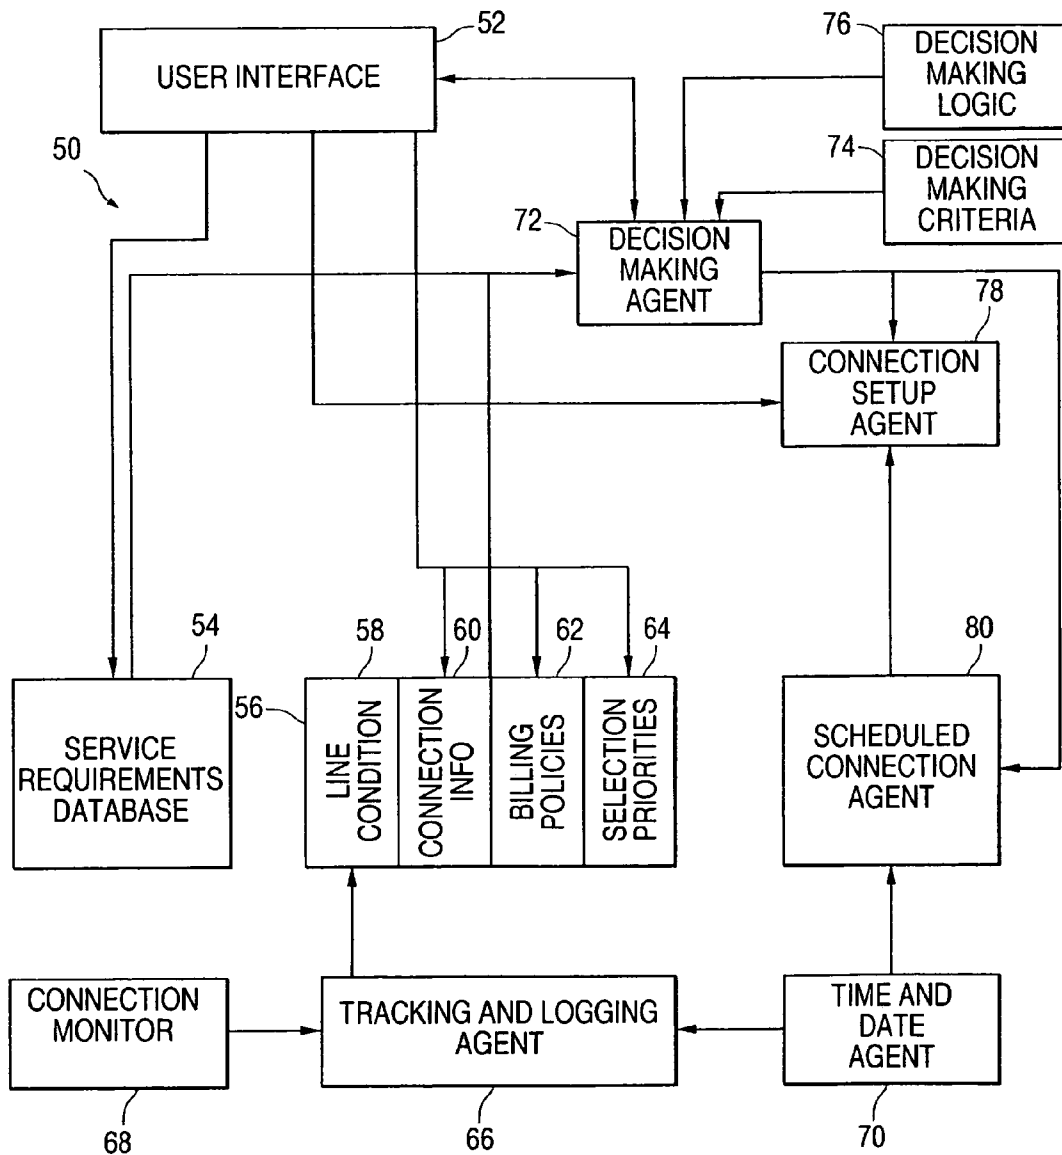 52
USER INTERFACE
76
DECISION
MAKING
LOGIC
50
74
DECISION
MAKING
CRITERIA
72
DECISION
MAKING
AGENT
78
CONNECTION
SETUP
AGENT
54
SERVICE
REQUIREMENTS
DATABASE
56
58
LINE
CONDITION
60
CONNECTION
INFO
62
BILLING
POLICIES
64
SELECTION
PRIORITIES
80
SCHEDULED
CONNECTION
AGENT
CONNECTION
MONITOR
68
TRACKING AND LOGGING
AGENT
66
TIME AND
DATE
AGENT
70